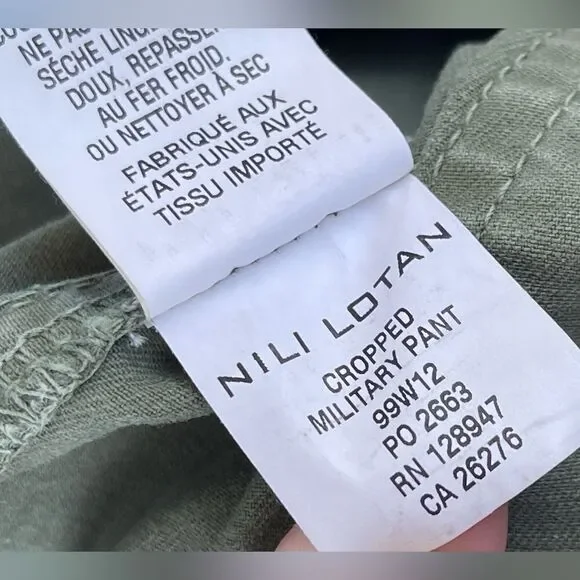 NE PAS
SÉCHE LINGE
DOUX, REPASSER
AU FER FROID,
OU NETTOYER À SEC
FABRIQUÉ AUX
ÉTATS-UNIS AVEC
TISSU IMPORTÉ
NILI LOTAN
CROPPED
MILITARY PANT
99W12
PO 2663
RN 128947
CA 26276